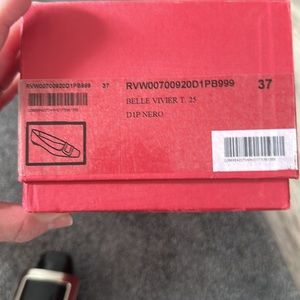 RVW00700920D1PB999 37
RVW00700920D1PB999 37
BELLE VIVIER T. 25
D1P NERO